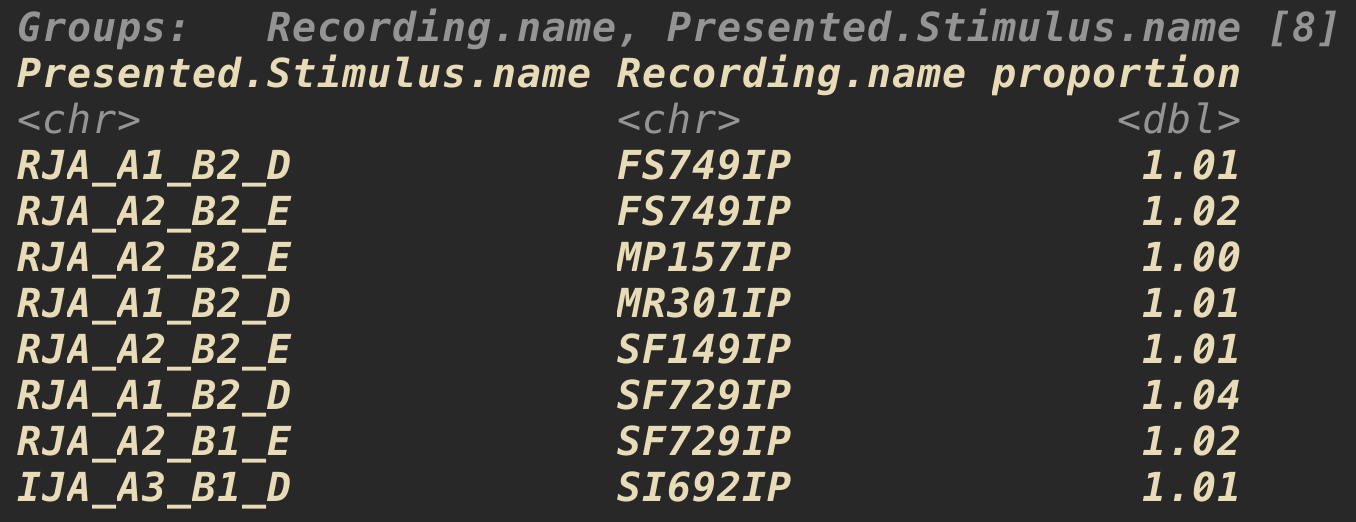 Groups:   Recording.name, Presented.Stimulus.name [8]
Presented.Stimulus.name Recording.name proportion
<chr>                   <chr>               <dbl>
RJA_A1_B2_D             FS749IP              1.01
RJA_A2_B2_E             FS749IP              1.02
RJA_A2_B2_E             MP157IP              1.00
RJA_A1_B2_D             MR301IP              1.01
RJA_A2_B2_E             SF149IP              1.01
RJA_A1_B2_D             SF729IP              1.04
RJA_A2_B1_E             SF729IP              1.02
IJA_A3_B1_D             SI692IP              1.01